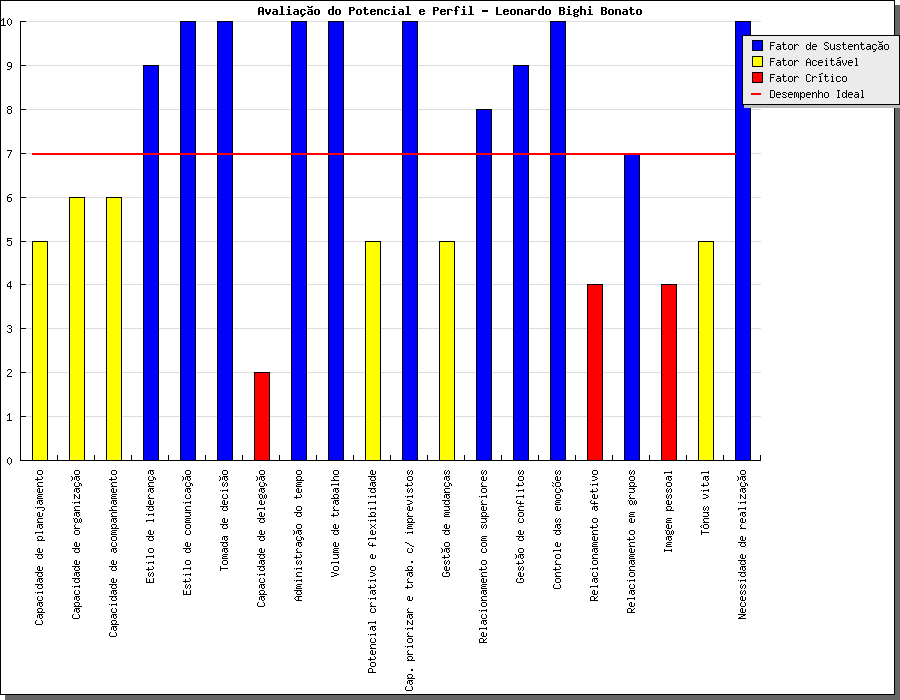 Avaliação do Potencial e Perfil - Leonardo Bighi Bonato
10
9
8
7
6
5
4
3
2
1
0
Fator de Sustentação
Fator Aceitável
Fator Crítico
Desempenho Ideal
Capacidade de planejamento
Capacidade de organização
Capacidade de acompanhamento
Estilo de liderança
Estilo de comunicação
Tomada de decisão
Capacidade de delegação
Administração do tempo
Volume de trabalho
Potencial criativo e flexibilidade
Cap. priorizar e trab. c/ imprevistos
Gestão de mudanças
Relacionamento com superiores
Gestão de conflitos
Controle das emoções
Relacionamento afetivo
Relacionamento em grupos
Imagem pessoal
Tônus vital
Necessidade de realização